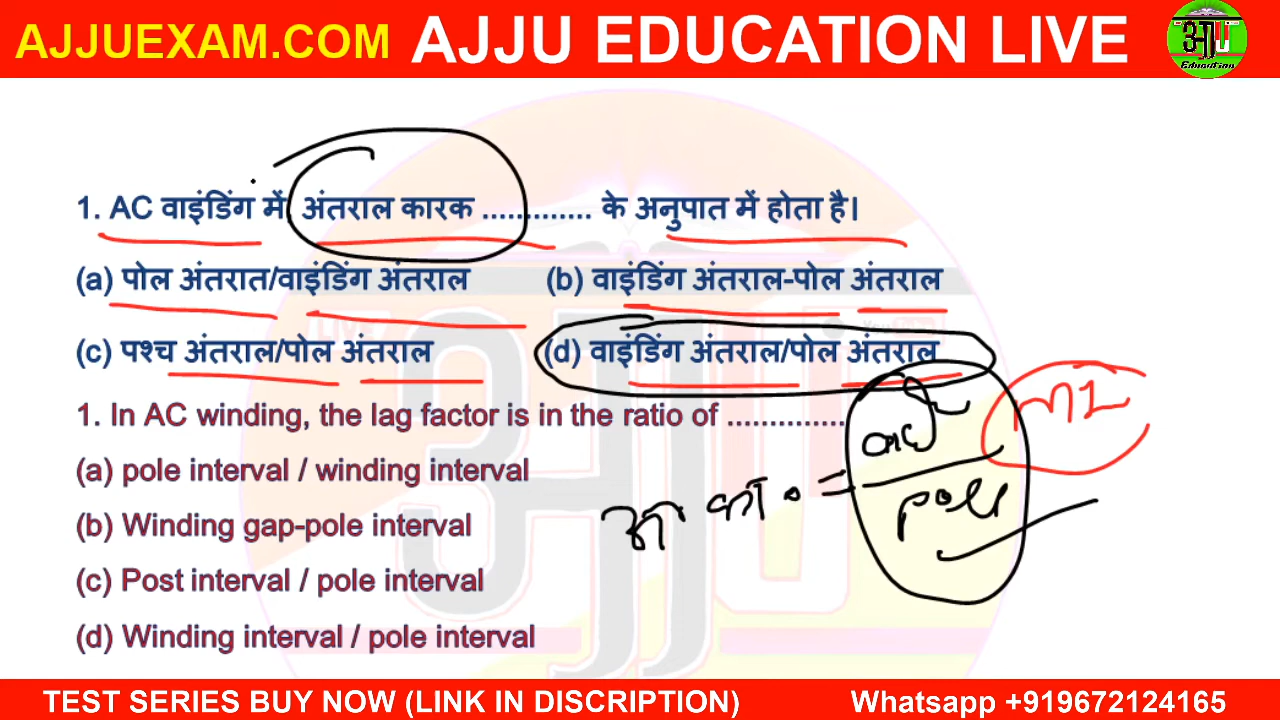 AJJUEXAM.COM AJJU EDUCATION LIVE
आजु
Education
1. AC वाइंडिंग में अंतराल कारक ............. के अनुपात में होता है।
(a) पोल अंतरात/वाइंडिंग अंतराल (b) वाइंडिंग अंतराल-पोल अंतराल
(c) पश्च अंतराल/पोल अंतराल (d) वाइंडिंग अंतराल/पोल अंतराल
1. In AC winding, the lag factor is in the ratio of ..............
(a) pole interval / winding interval
(b) Winding gap-pole interval
(c) Post interval / pole interval
(d) Winding interval / pole interval
=
pole
TEST SERIES BUY NOW (LINK IN DISCRIPTION) Whatsapp +919672124165